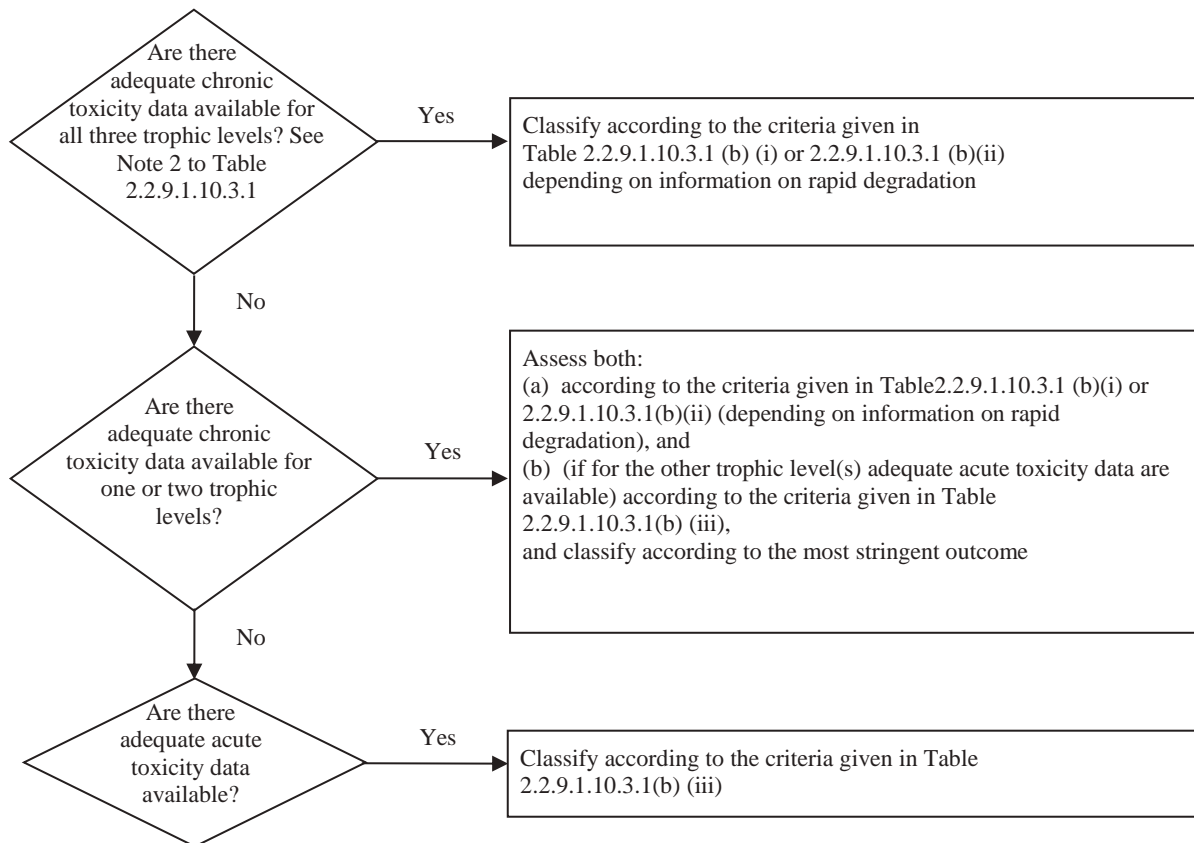 Are there
adequate chronic
toxicity data available for
all three trophic levels? See
Note 2 to Table
2.2.9.1.10.3.1
Yes
Classify according to the criteria given in
Table 2.2.9.1.10.3.1 (b) (i) or 2.2.9.1.10.3.1 (b)(ii)
depending on information on rapid degradation
No
Are there
adequate chronic
toxicity data available for
one or two trophic
levels?
Yes
Assess both:
(a) according to the criteria given in Table2.2.9.1.10.3.1 (b)(i) or
2.2.9.1.10.3.1(b)(ii) (depending on information on rapid
degradation), and
(b) (if for the other trophic level(s) adequate acute toxicity data are
available) according to the criteria given in Table
2.2.9.1.10.3.1(b) (iii),
and classify according to the most stringent outcome
No
Are there
adequate acute
toxicity data
available?
Yes
Classify according to the criteria given in Table
2.2.9.1.10.3.1(b) (iii)